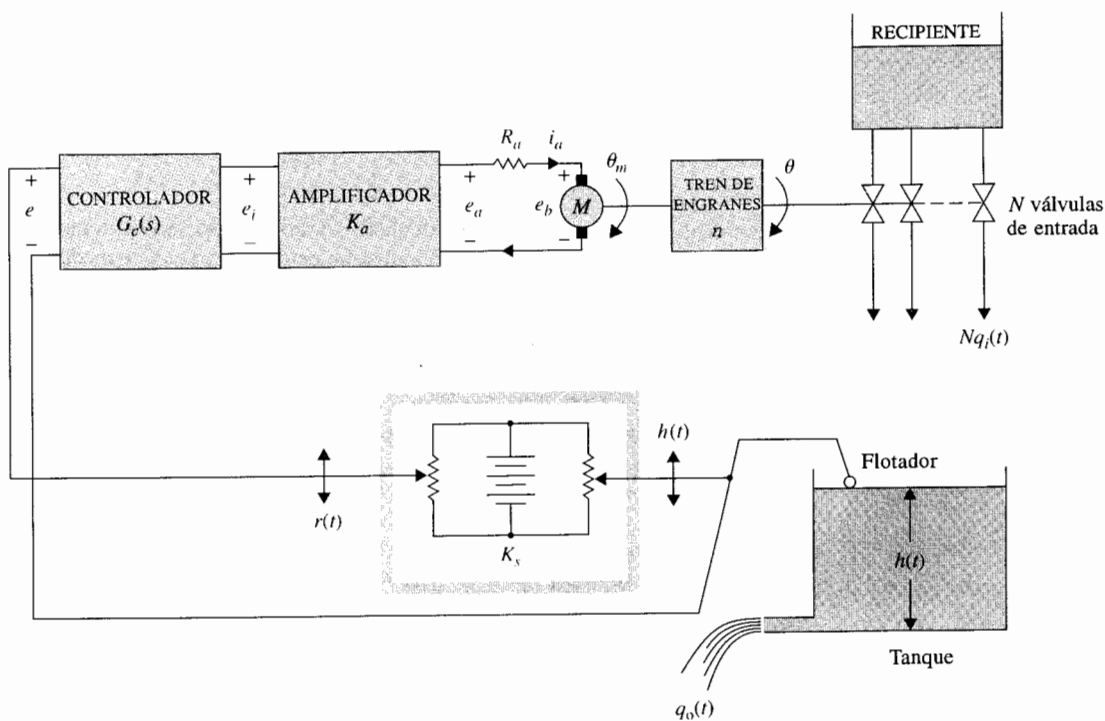 RECIPIENTE
R_a
i_a
θ_m
θ
CONTROLADOR
G_c(s)
AMPLIFICADOR
K_a
TREN DE
ENGRANES
n
+
e
−
+
e_i
−
+
e_a
−
+
e_b
−
M
N válvulas
de entrada
Nq_i(t)
h(t)
Flotador
r(t)
K_s
h(t)
Tanque
q_o(t)